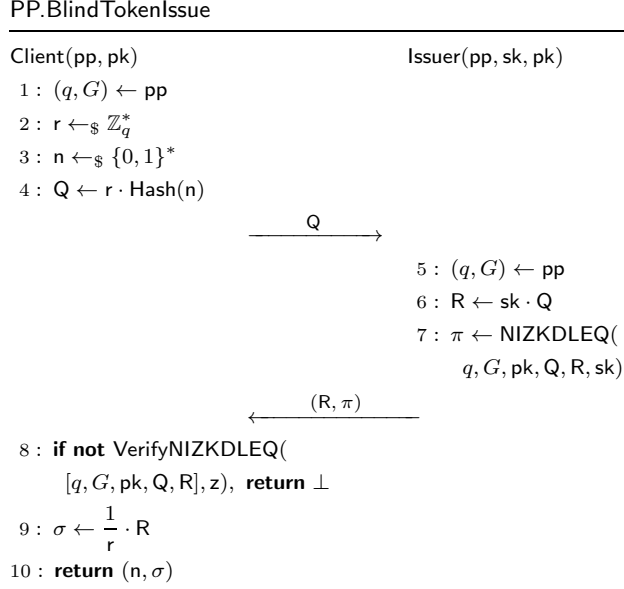 PP.BlindTokenIssue
Client(pp, pk) Issuer(pp, sk, pk)
1 : (q, G) ← pp
2 : r ←$ ℤ*_q
3 : n ←$ {0, 1}*
4 : Q ← r · Hash(n)
Q
5 : (q, G) ← pp
6 : R ← sk · Q
7 : π ← NIZKDLEQ(
q, G, pk, Q, R, sk)
(R, π)
8 : if not VerifyNIZKDLEQ(
[q, G, pk, Q, R], z), return ⊥
9 : σ ← 1/r · R
10 : return (n, σ)